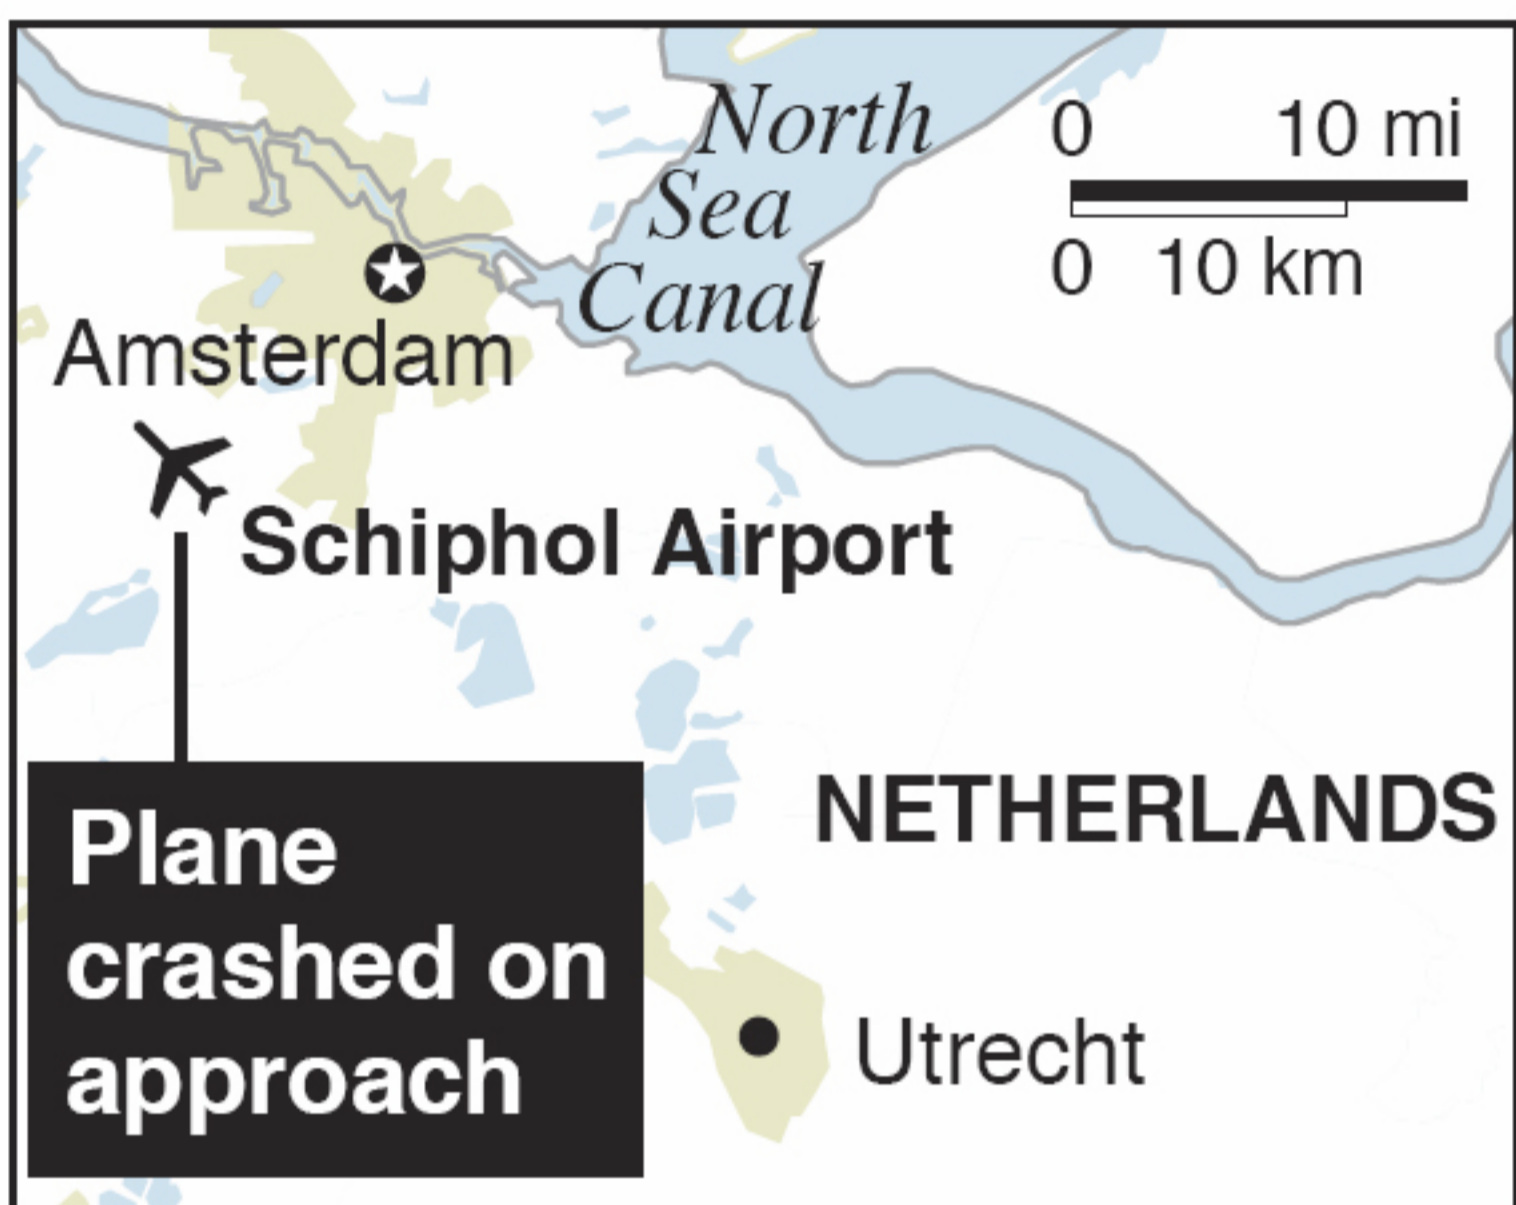 North
Sea
Canal
0 10 mi
0 10 km
Amsterdam
Schiphol Airport
NETHERLANDS
Plane
crashed on
approach
Utrecht